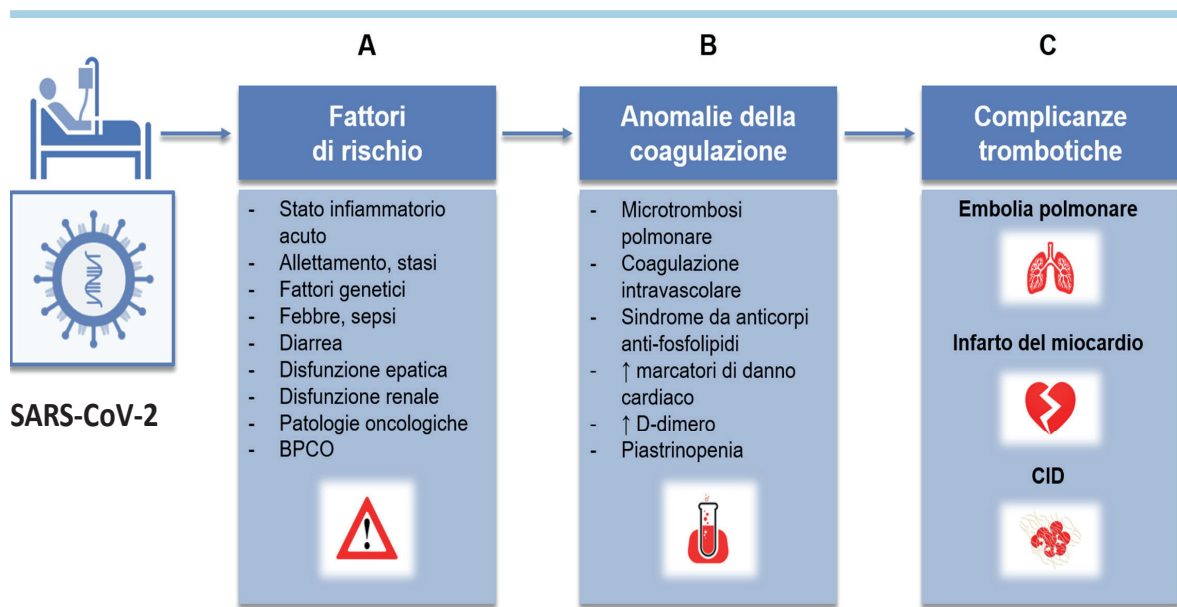 A
B
C
SARS-CoV-2
Fattori
di rischio
- Stato infiammatorio
acuto
- Allettamento, stasi
- Fattori genetici
- Febbre, sepsi
- Diarrea
- Disfunzione epatica
- Disfunzione renale
- Patologie oncologiche
- BPCO
Anomalie della
coagulazione
- Microtrombosi
polmonare
- Coagulazione
intravascolare
- Sindrome da anticorpi
anti-fosfolipidi
- ↑ marcatori di danno
cardiaco
- ↑ D-dimero
- Piastrinopenia
Complicanze
trombotiche
Embolia polmonare
Infarto del miocardio
CID